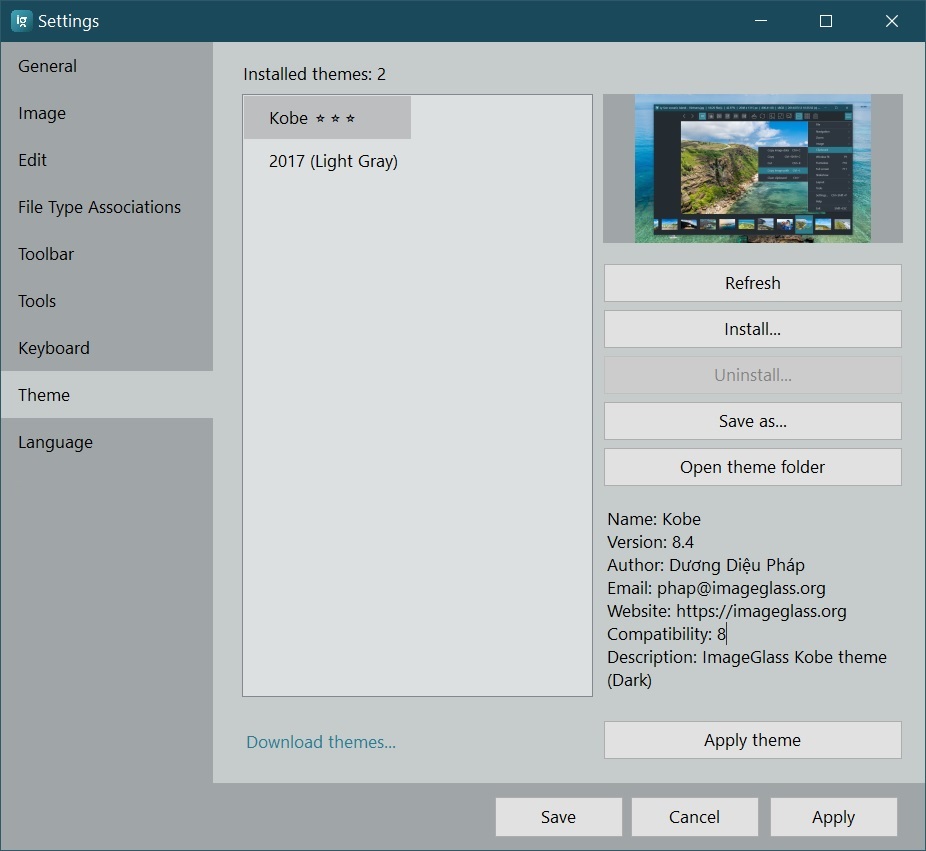 Settings
General
Image
Edit
File Type Associations
Toolbar
Tools
Keyboard
Theme
Language
Installed themes: 2
Kobe ⭐ ⭐ ⭐
2017 (Light Gray)
Download themes...
Refresh
Install...
Uninstall...
Save as...
Open theme folder
Name: Kobe
Version: 8.4
Author: Dương Diệu Pháp
Email: phap@imageglass.org
Website: https://imageglass.org
Compatibility: 8
Description: ImageGlass Kobe theme
(Dark)
Apply theme
Save
Cancel
Apply